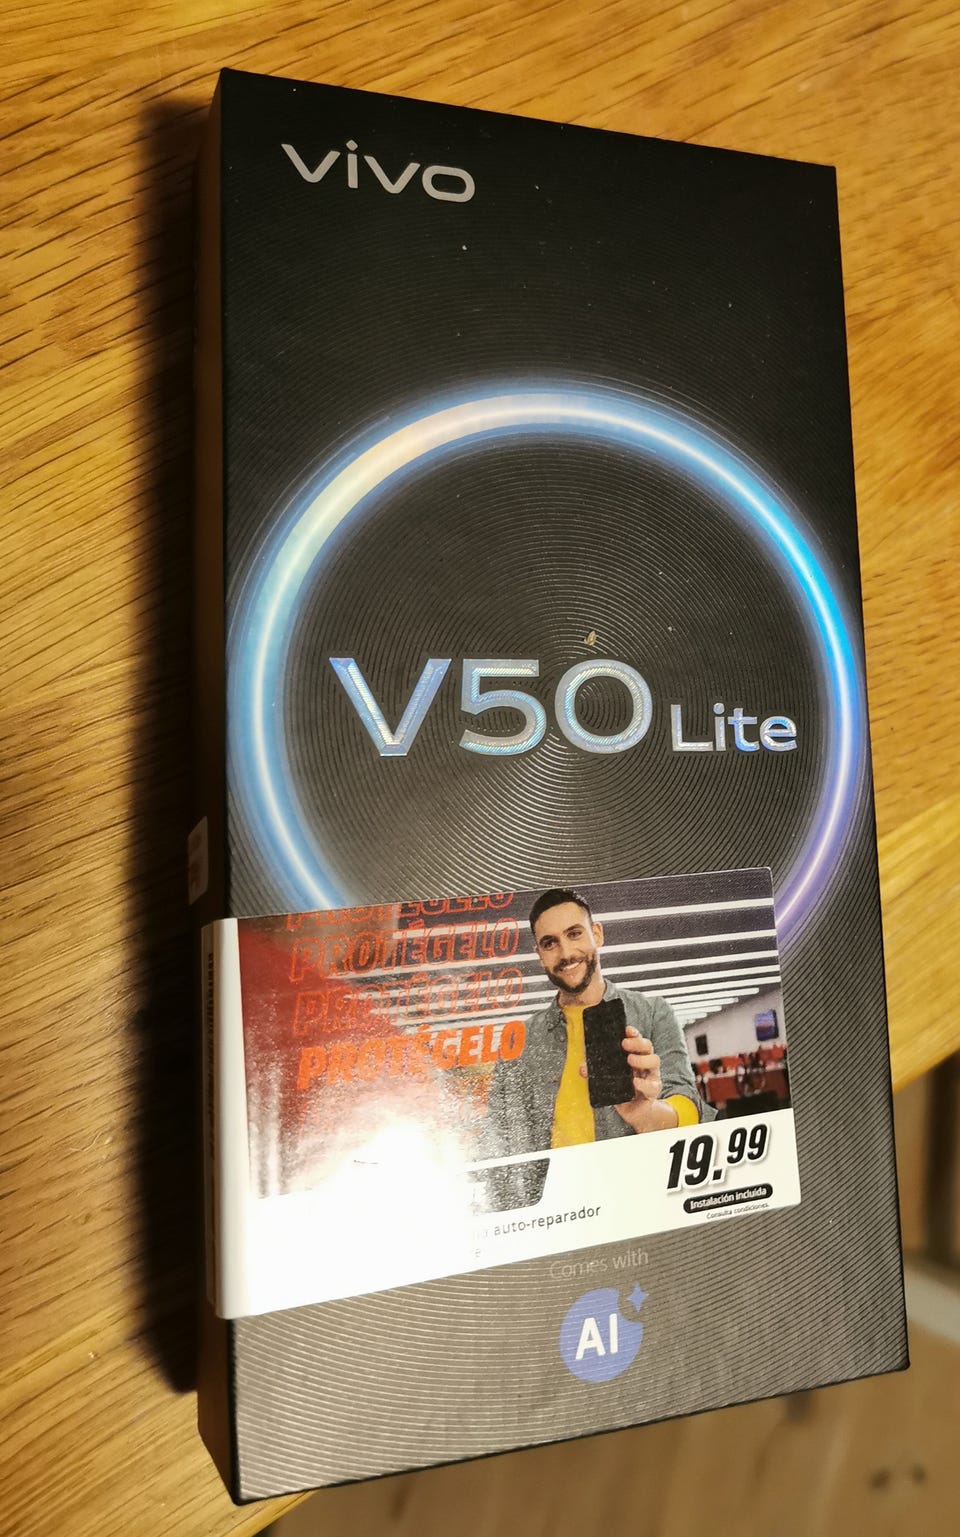 vivo
V50 Lite
PROTÉGELO
PROTÉGELO
PROTÉGELO
PROTÉGELO
19.99
Instalación incluida
Consulta condiciones.
auto-reparador
Comes with
AI